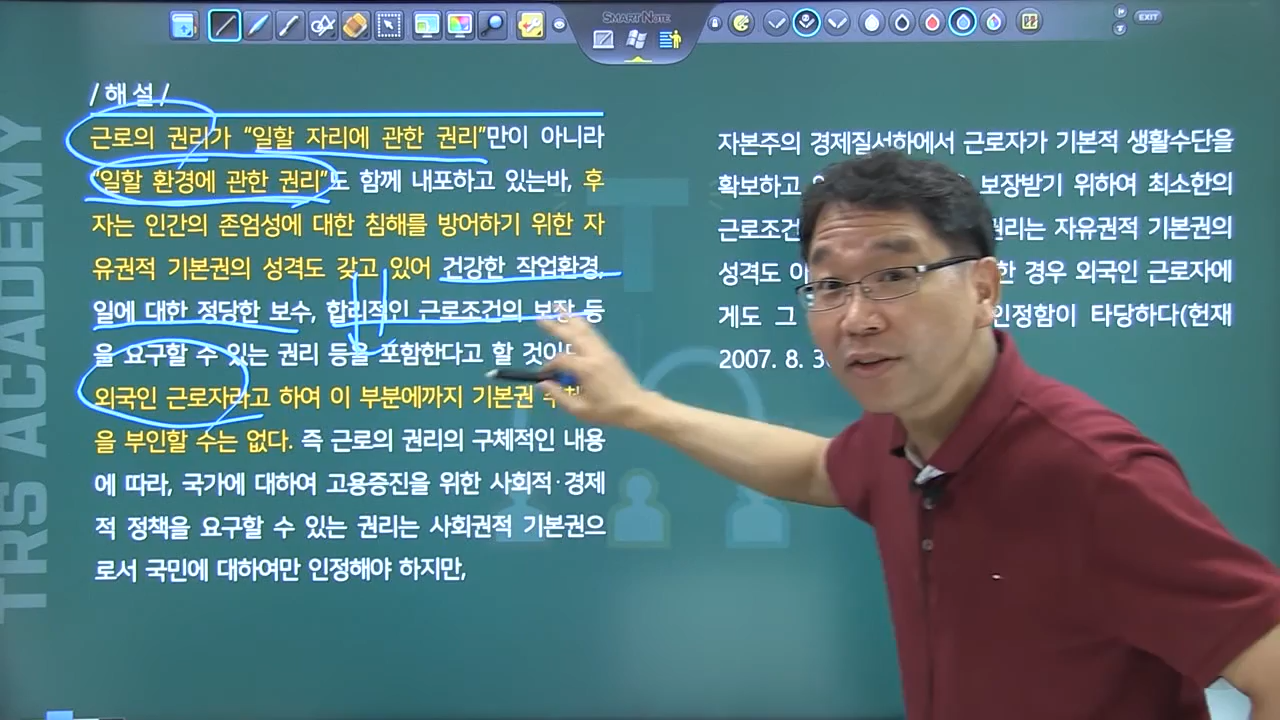 SMART NOTE
EXIT
/ 해 설 /
근로의 권리가 “일할 자리에 관한 권리”만이 아니라
“일할 환경에 관한 권리”도 함께 내포하고 있는바, 후
자는 인간의 존엄성에 대한 침해를 방어하기 위한 자
유권적 기본권의 성격도 갖고 있어 건강한 작업환경,
일에 대한 정당한 보수, 합리적인 근로조건의 보장 등
을 요구할 수 있는 권리 등을 포함한다고 할 것이
외국인 근로자라고 하여 이 부분에까지 기본권
을 부인할 수는 없다. 즉 근로의 권리의 구체적인 내용
에 따라, 국가에 대하여 고용증진을 위한 사회적·경제
적 정책을 요구할 수 있는 권리는 사회권적 기본권으
로서 국민에 대하여만 인정해야 하지만,
자본주의 경제질서하에서 근로자가 기본적 생활수단을
확보하고 보장받기 위하여 최소한의
근로조건 권리는 자유권적 기본권의
성격도 한 경우 외국인 근로자에
게도 그 인정함이 타당하다(헌재
2007. 8. 3
TRS ACADEMY